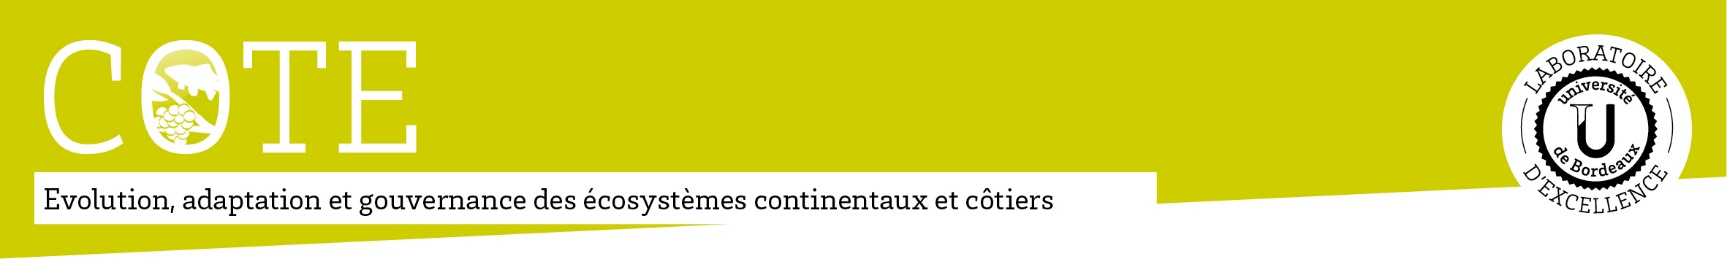 COTE
Evolution, adaptation et gouvernance des écosystèmes continentaux et côtiers
LABORATOIRE
université
U
de Bordeaux
D'EXCELLENCE